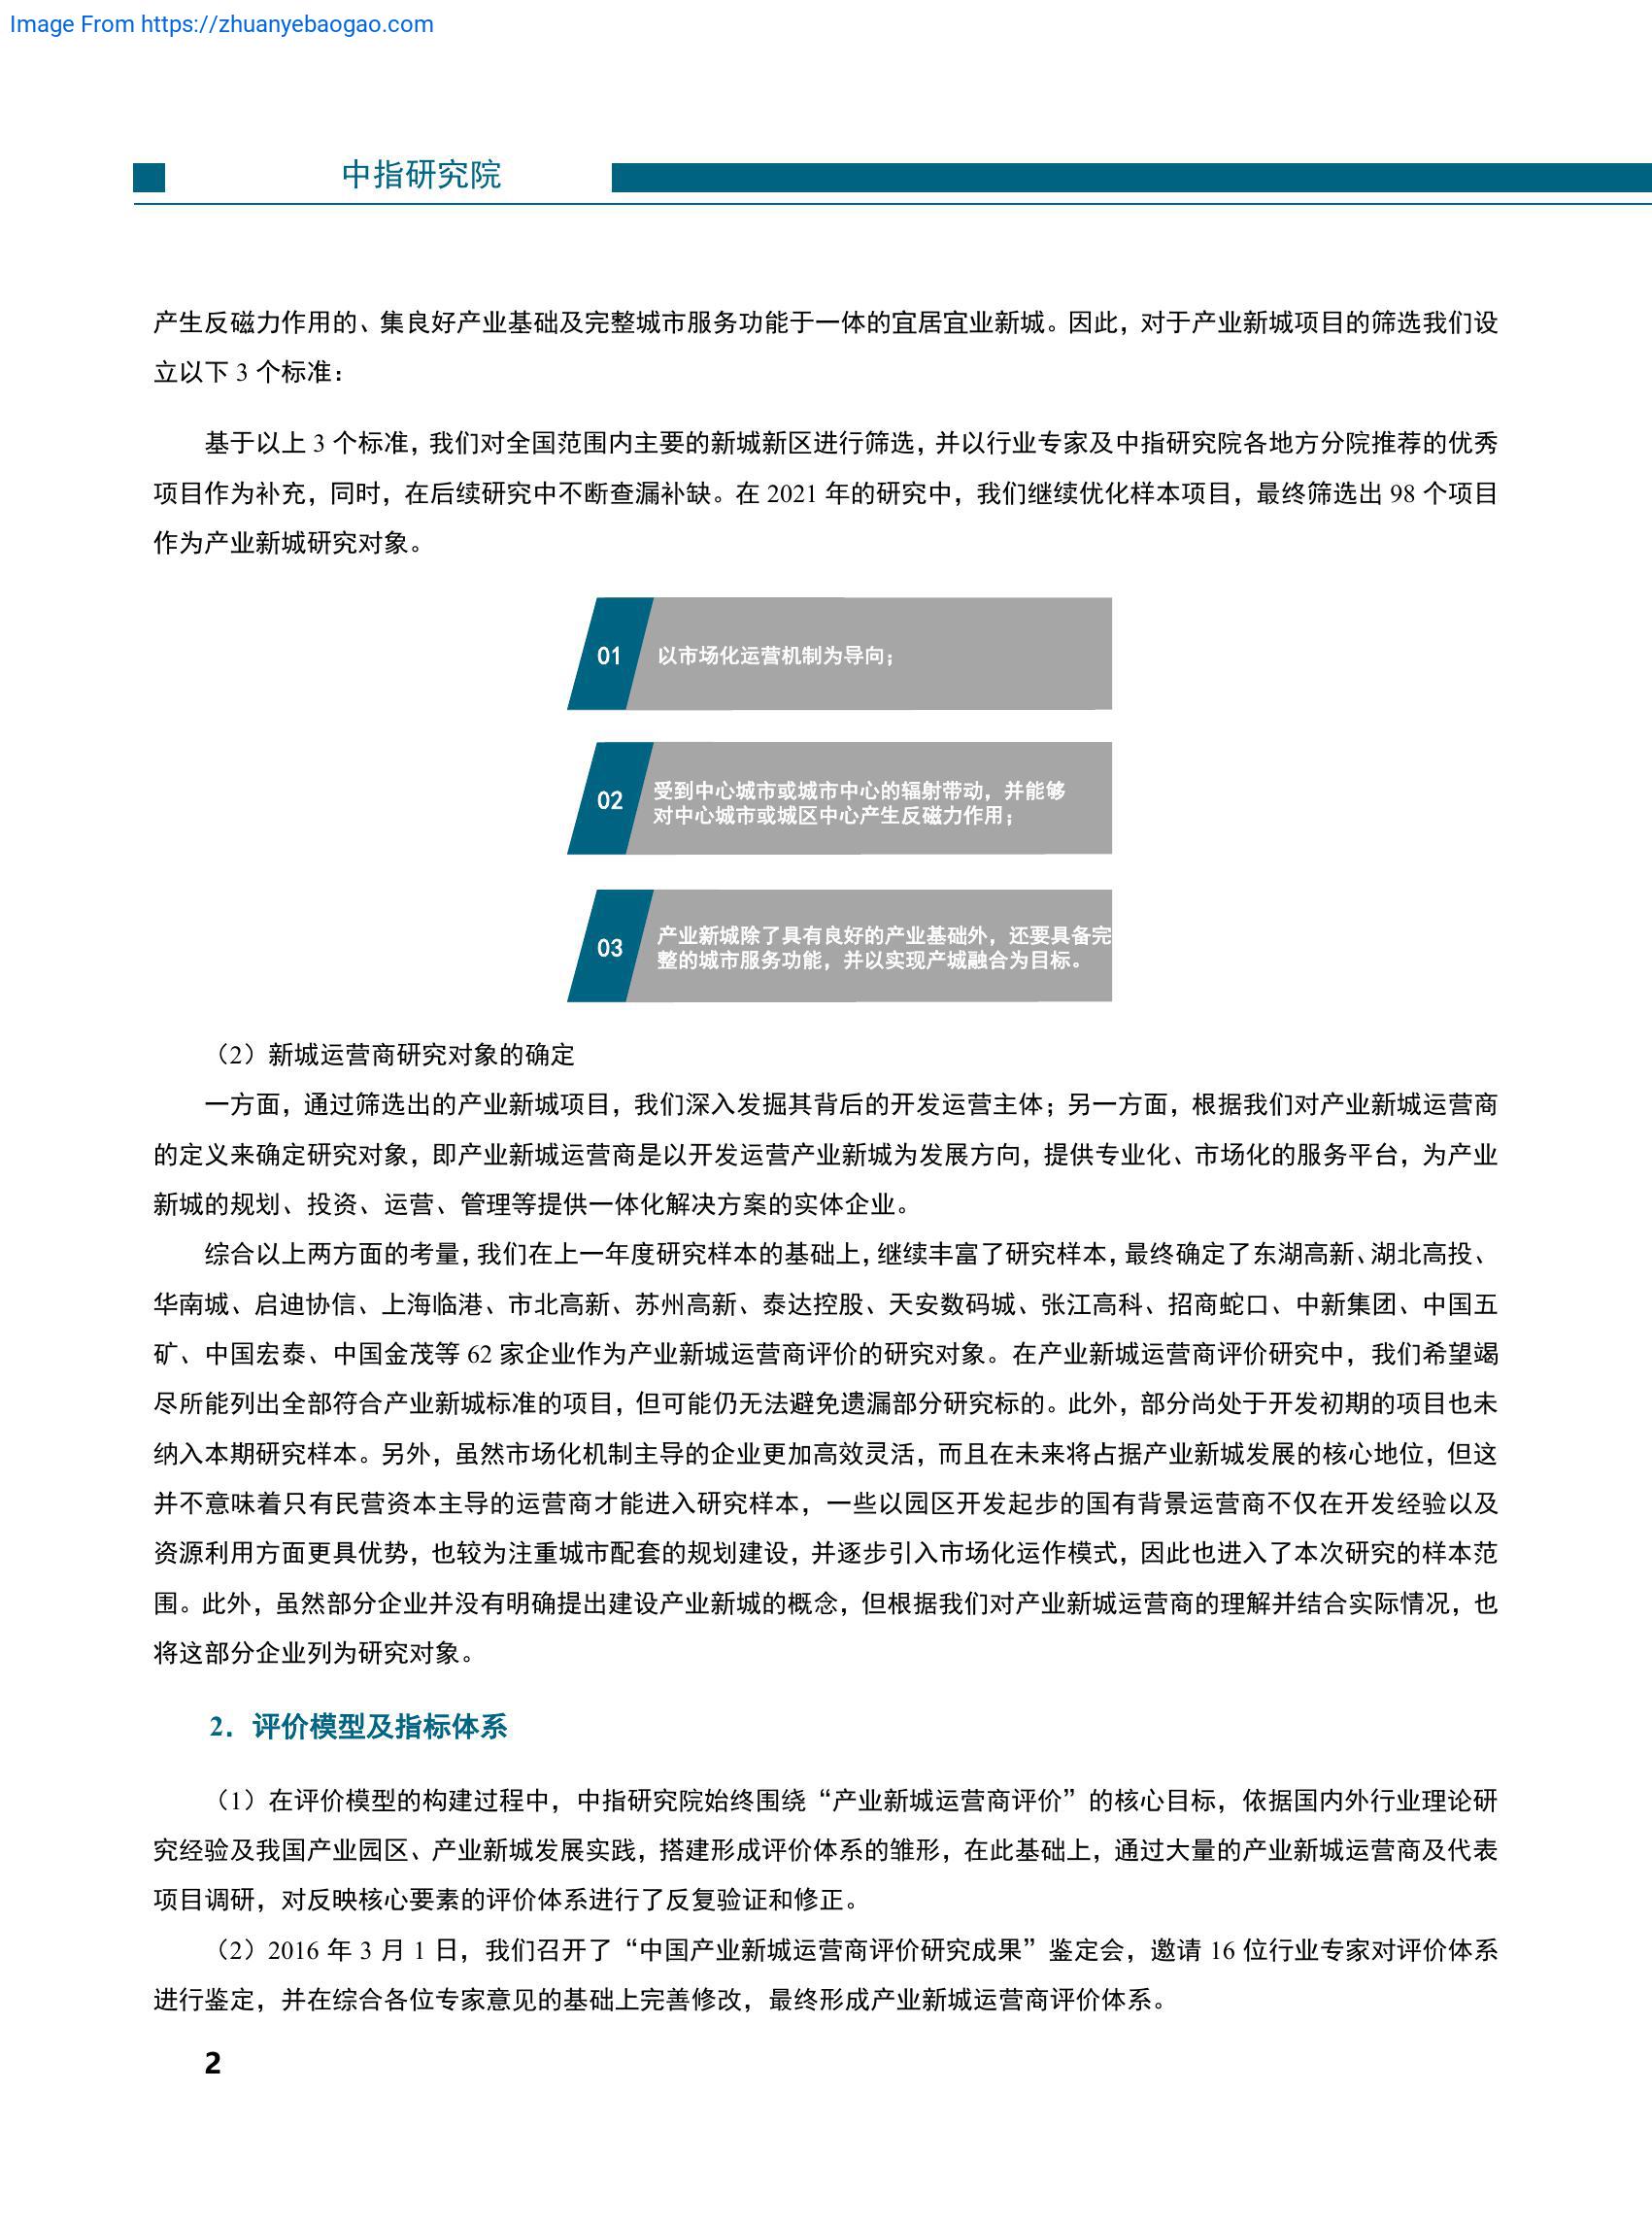 Image From https://zhuanyebaogao.com
中指研究院
产生反磁力作用的、集良好产业基础及完整城市服务功能于一体的宜居宜业新城。因此，对于产业新城项目的筛选我们设
立以下 3 个标准：
基于以上 3 个标准，我们对全国范围内主要的新城新区进行筛选，并以行业专家及中指研究院各地方分院推荐的优秀
项目作为补充，同时，在后续研究中不断查漏补缺。在 2021 年的研究中，我们继续优化样本项目，最终筛选出 98 个项目
作为产业新城研究对象。
01 以市场化运营机制为导向；
02 受到中心城市或城市中心的辐射带动，并能够
对中心城市或城区中心产生反磁力作用；
03 产业新城除了具有良好的产业基础外，还要具备完
整的城市服务功能，并以实现产城融合为目标。
（2）新城运营商研究对象的确定
一方面，通过筛选出的产业新城项目，我们深入发掘其背后的开发运营主体；另一方面，根据我们对产业新城运营商
的定义来确定研究对象，即产业新城运营商是以开发运营产业新城为发展方向，提供专业化、市场化的服务平台，为产业
新城的规划、投资、运营、管理等提供一体化解决方案的实体企业。
综合以上两方面的考量，我们在上一年度研究样本的基础上，继续丰富了研究样本，最终确定了东湖高新、湖北高投、
华南城、启迪协信、上海临港、市北高新、苏州高新、泰达控股、天安数码城、张江高科、招商蛇口、中新集团、中国五
矿、中国宏泰、中国金茂等 62 家企业作为产业新城运营商评价的研究对象。在产业新城运营商评价研究中，我们希望竭
尽所能列出全部符合产业新城标准的项目，但可能仍无法避免遗漏部分研究标的。此外，部分尚处于开发初期的项目也未
纳入本期研究样本。另外，虽然市场化机制主导的企业更加高效灵活，而且在未来将占据产业新城发展的核心地位，但这
并不意味着只有民营资本主导的运营商才能进入研究样本，一些以园区开发起步的国有背景运营商不仅在开发经验以及
资源利用方面更具优势，也较为注重城市配套的规划建设，并逐步引入市场化运作模式，因此也进入了本次研究的样本范
围。此外，虽然部分企业并没有明确提出建设产业新城的概念，但根据我们对产业新城运营商的理解并结合实际情况，也
将这部分企业列为研究对象。
2．评价模型及指标体系
（1）在评价模型的构建过程中，中指研究院始终围绕“产业新城运营商评价”的核心目标，依据国内外行业理论研
究经验及我国产业园区、产业新城发展实践，搭建形成评价体系的雏形，在此基础上，通过大量的产业新城运营商及代表
项目调研，对反映核心要素的评价体系进行了反复验证和修正。
（2）2016 年 3 月 1 日，我们召开了“中国产业新城运营商评价研究成果”鉴定会，邀请 16 位行业专家对评价体系
进行鉴定，并在综合各位专家意见的基础上完善修改，最终形成产业新城运营商评价体系。
2